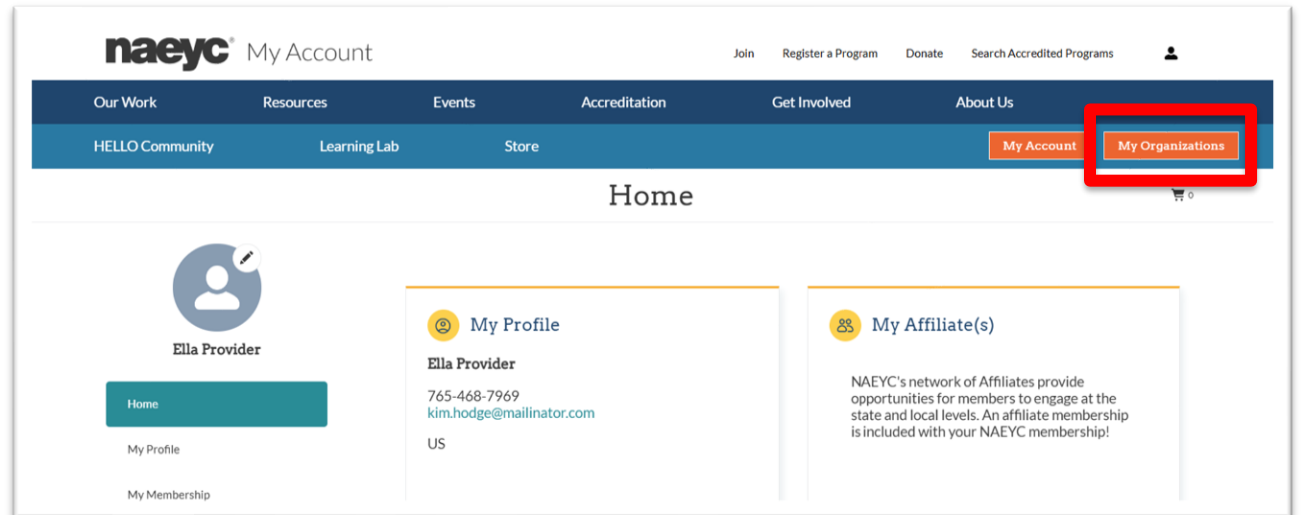 naeyc® My Account
Join Register a Program Donate Search Accredited Programs
Our Work Resources Events Accreditation Get Involved About Us
HELLO Community Learning Lab Store My Account My Organizations
Home
0
Ella Provider
Home
My Profile
My Membership
My Profile
Ella Provider
765-468-7969
kim.hodge@mailinator.com
US
My Affiliate(s)
NAEYC's network of Affiliates provide
opportunities for members to engage at the
state and local levels. An affiliate membership
is included with your NAEYC membership!